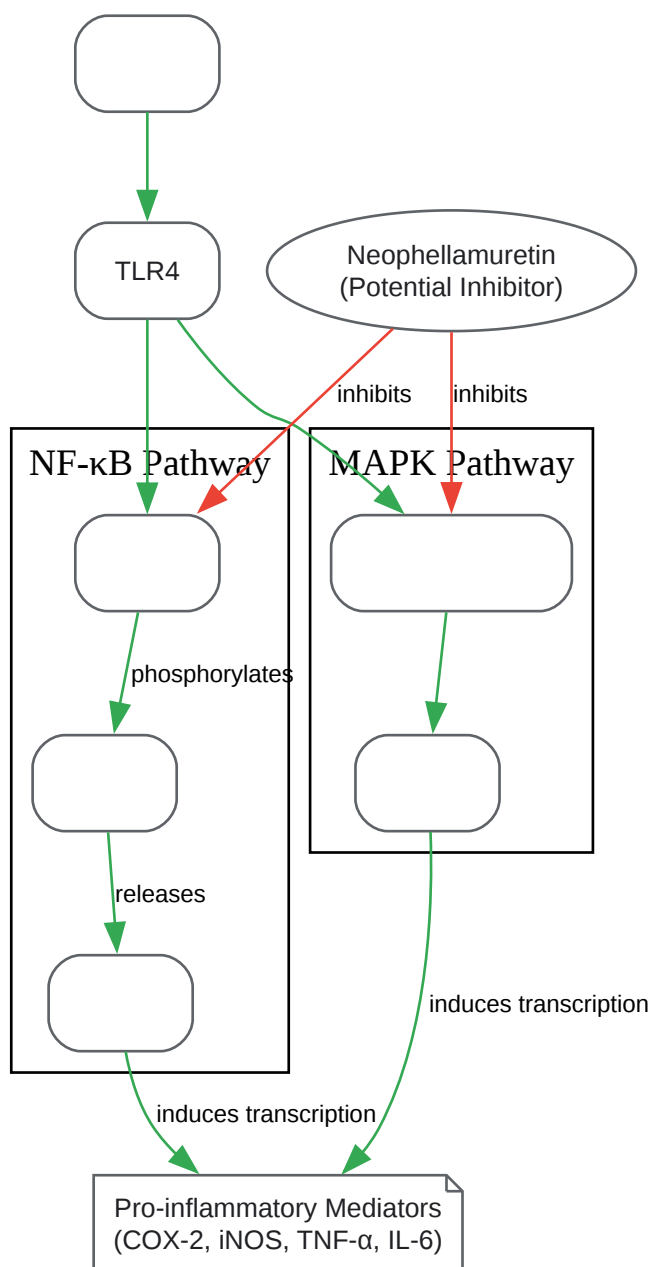 TLR4
Neophellamuretin
(Potential Inhibitor)
inhibits
inhibits
NF-κB Pathway
MAPK Pathway
phosphorylates
releases
induces transcription
induces transcription
Pro-inflammatory Mediators
(COX-2, iNOS, TNF-α, IL-6)